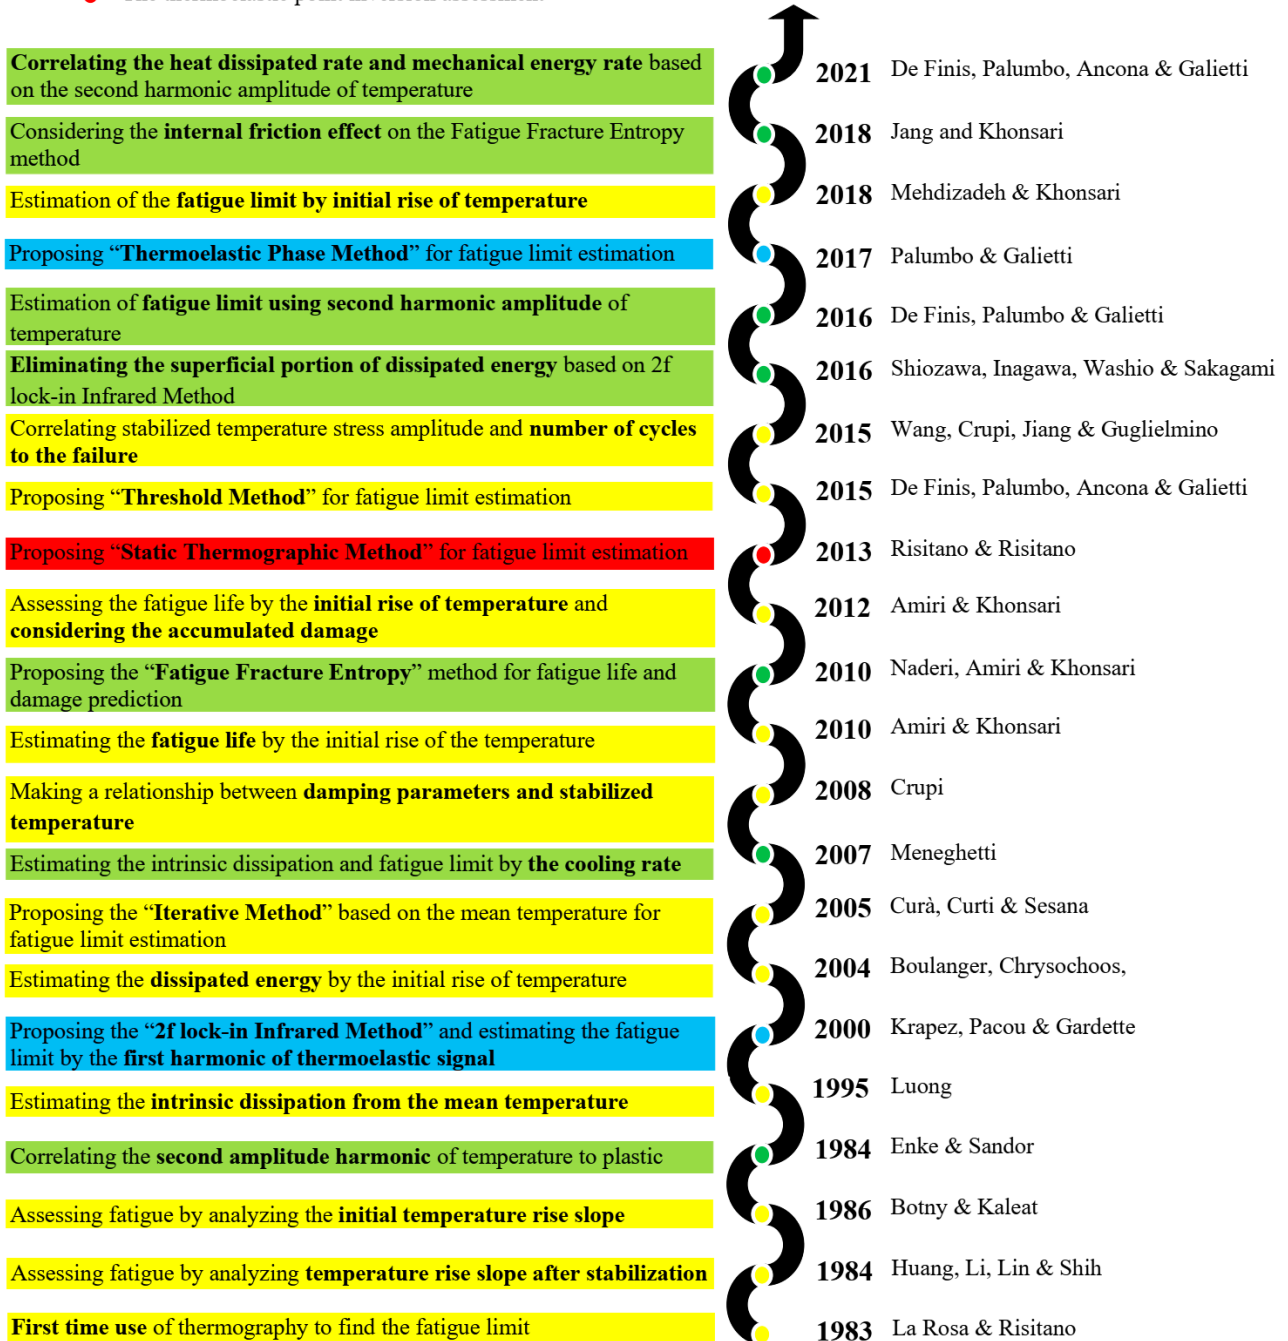 The thermoelastic point inversion assessment
Correlating the heat dissipated rate and mechanical energy rate based
on the second harmonic amplitude of temperature
2021 De Finis, Palumbo, Ancona & Galietti
Considering the internal friction effect on the Fatigue Fracture Entropy
method
2018 Jang and Khonsari
Estimation of the fatigue limit by initial rise of temperature
2018 Mehdizadeh & Khonsari
Proposing “Thermoelastic Phase Method” for fatigue limit estimation
2017 Palumbo & Galietti
Estimation of fatigue limit using second harmonic amplitude of
temperature
2016 De Finis, Palumbo & Galietti
Eliminating the superficial portion of dissipated energy based on 2f
lock-in Infrared Method
2016 Shiozawa, Inagawa, Washio & Sakagami
Correlating stabilized temperature stress amplitude and number of cycles
to the failure
2015 Wang, Crupi, Jiang & Guglielmino
Proposing “Threshold Method” for fatigue limit estimation
2015 De Finis, Palumbo, Ancona & Galietti
Proposing “Static Thermographic Method” for fatigue limit estimation
2013 Risitano & Risitano
Assessing the fatigue life by the initial rise of temperature and
considering the accumulated damage
2012 Amiri & Khonsari
Proposing the “Fatigue Fracture Entropy” method for fatigue life and
damage prediction
2010 Naderi, Amiri & Khonsari
Estimating the fatigue life by the initial rise of the temperature
2010 Amiri & Khonsari
Making a relationship between damping parameters and stabilized
temperature
2008 Crupi
Estimating the intrinsic dissipation and fatigue limit by the cooling rate
2007 Meneghetti
Proposing the “Iterative Method” based on the mean temperature for
fatigue limit estimation
2005 Curà, Curti & Sesana
Estimating the dissipated energy by the initial rise of temperature
2004 Boulanger, Chrysochoos,
Proposing the “2f lock-in Infrared Method” and estimating the fatigue
limit by the first harmonic of thermoelastic signal
2000 Krapez, Pacou & Gardette
Estimating the intrinsic dissipation from the mean temperature
1995 Luong
Correlating the second amplitude harmonic of temperature to plastic
1984 Enke & Sandor
Assessing fatigue by analyzing the initial temperature rise slope
1986 Botny & Kaleat
Assessing fatigue by analyzing temperature rise slope after stabilization
1984 Huang, Li, Lin & Shih
First time use of thermography to find the fatigue limit
1983 La Rosa & Risitano